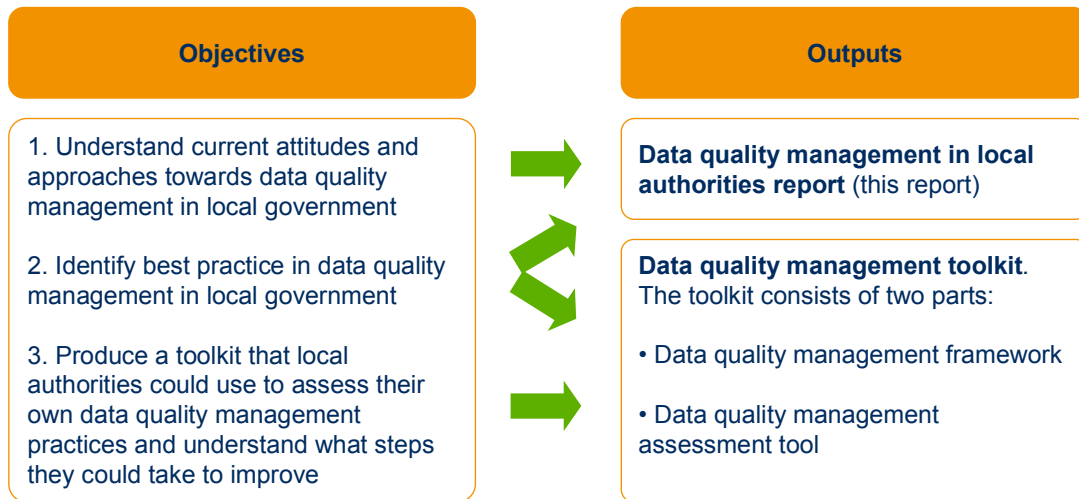 Objectives
1. Understand current attitudes and
approaches towards data quality
management in local government
2. Identify best practice in data quality
management in local government
3. Produce a toolkit that local
authorities could use to assess their
own data quality management
practices and understand what steps
they could take to improve
Outputs
Data quality management in local
authorities report (this report)
Data quality management toolkit.
The toolkit consists of two parts:
• Data quality management framework
• Data quality management
assessment tool